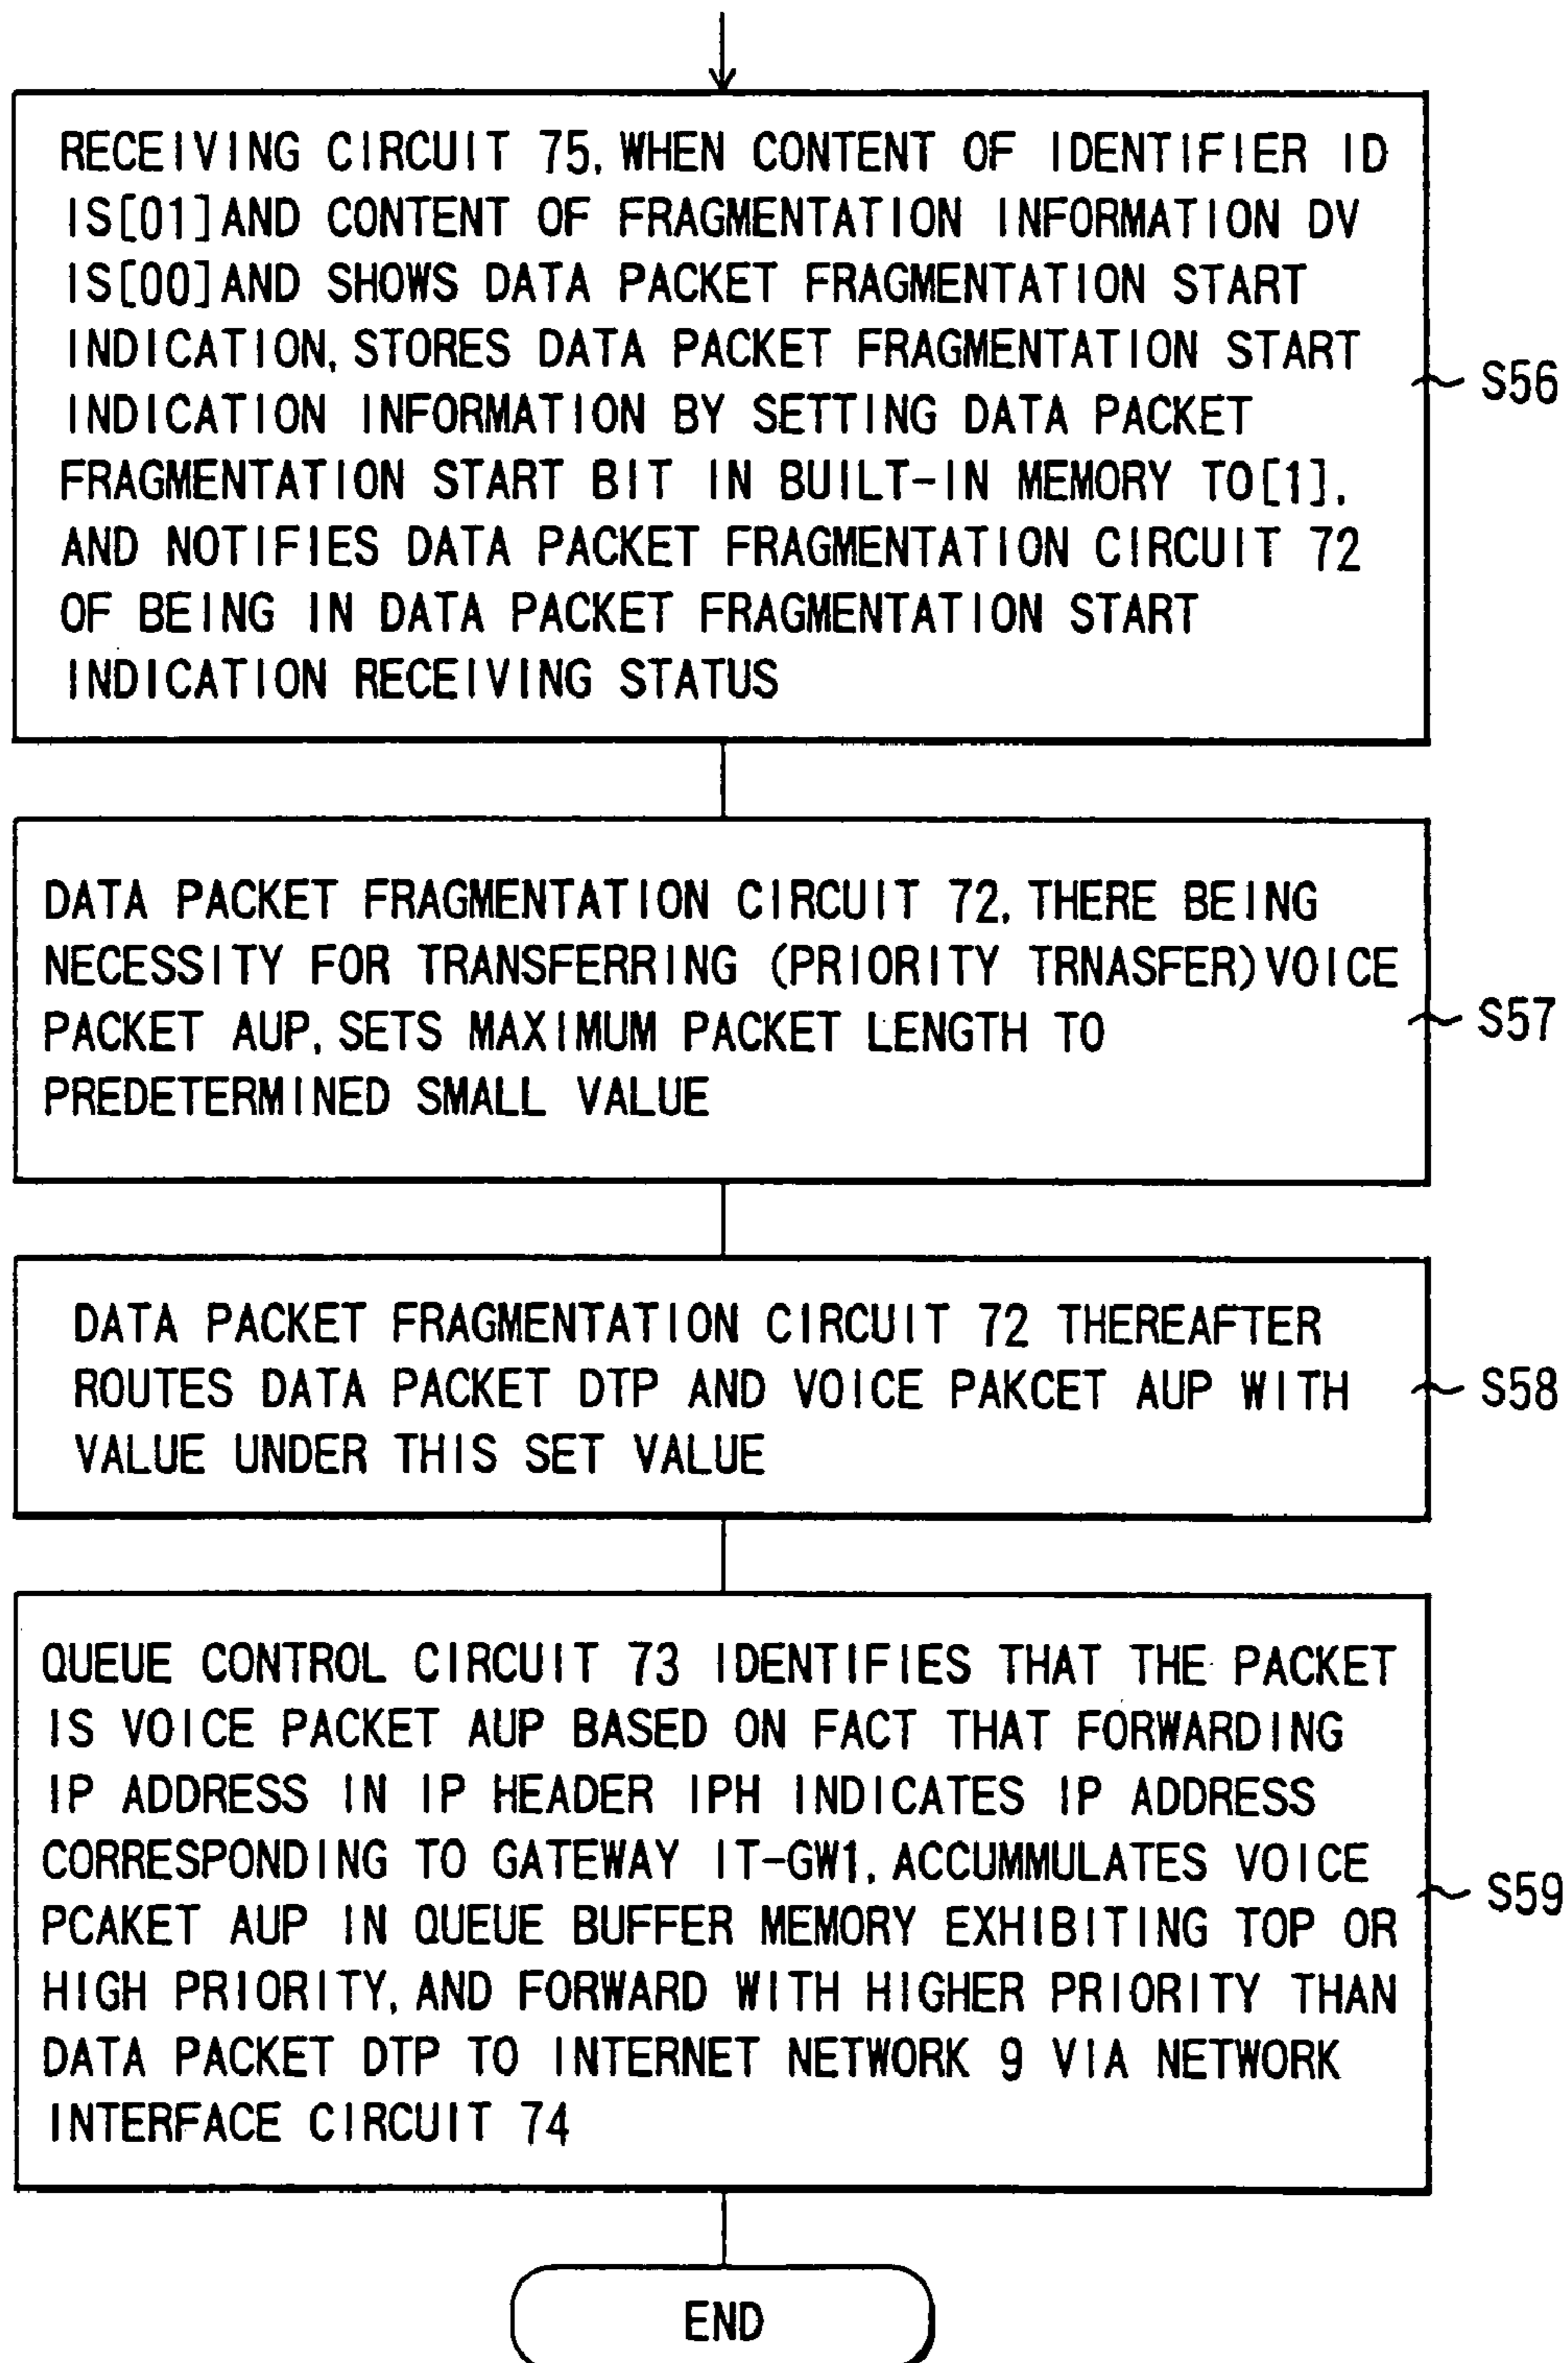 RECEIVING CIRCUIT 75, WHEN CONTENT OF IDENTIFIER ID
IS[01]AND CONTENT OF FRAGMENTATION INFORMATION DV
IS[00]AND SHOWS DATA PACKET FRAGMENTATION START
INDICATION, STORES DATA PACKET FRAGMENTATION START
INDICATION INFORMATION BY SETTING DATA PACKET
FRAGMENTATION START BIT IN BUILT-IN MEMORY TO[1],
AND NOTIFIES DATA PACKET FRAGMENTATION CIRCUIT 72
OF BEING IN DATA PACKET FRAGMENTATION START
INDICATION RECEIVING STATUS
S56
DATA PACKET FRAGMENTATION CIRCUIT 72, THERE BEING
NECESSITY FOR TRANSFERRING (PRIORITY TRNASFER)VOICE
PACKET AUP, SETS MAXIMUM PACKET LENGTH TO
PREDETERMINED SMALL VALUE
S57
DATA PACKET FRAGMENTATION CIRCUIT 72 THEREAFTER
ROUTES DATA PACKET DTP AND VOICE PAKCET AUP WITH
VALUE UNDER THIS SET VALUE
S58
QUEUE CONTROL CIRCUIT 73 IDENTIFIES THAT THE PACKET
IS VOICE PACKET AUP BASED ON FACT THAT FORWARDING
IP ADDRESS IN IP HEADER IPH INDICATES IP ADDRESS
CORRESPONDING TO GATEWAY IT-GW1, ACCUMMULATES VOICE
PCAKET AUP IN QUEUE BUFFER MEMORY EXHIBITING TOP OR
HIGH PRIORITY, AND FORWARD WITH HIGHER PRIORITY THAN
DATA PACKET DTP TO INTERNET NETWORK 9 VIA NETWORK
INTERFACE CIRCUIT 74
S59
END